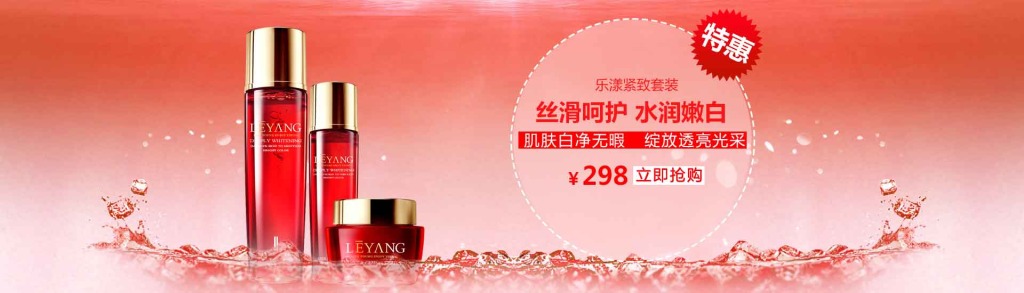 特惠
乐漾紧致套装
丝滑呵护 水润嫩白
肌肤白净无暇 绽放透亮光采
¥298 立即抢购
LEYANG
LEYANG
LEYANG